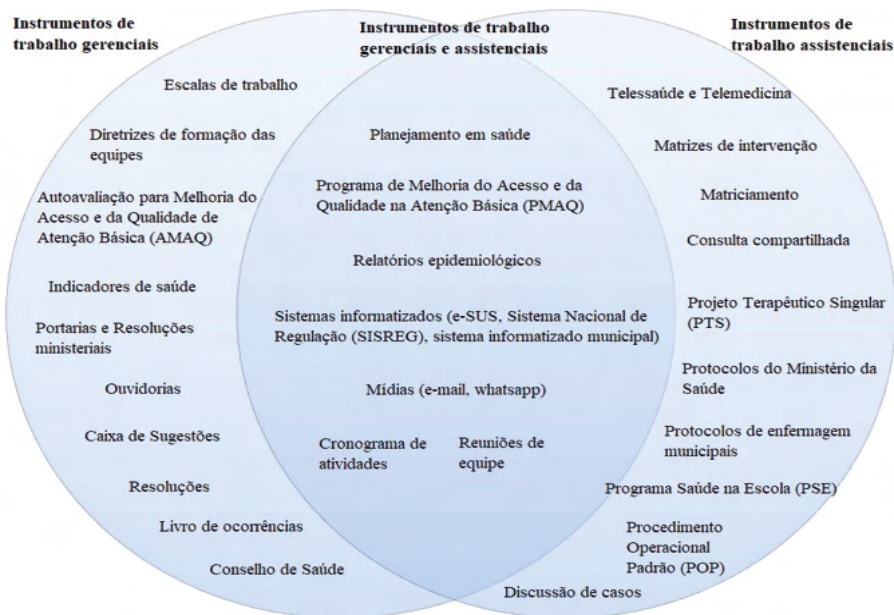 Instrumentos de
trabalho gerenciais
Escalas de trabalho
Diretrizes de formação das
equipes
Autoavaliação para Melhoria do
Acesso e da Qualidade de
Atenção Básica (AMAQ)
Indicadores de saúde
Portarias e Resoluções
ministeriais
Ouvidorias
Caixa de Sugestões
Resoluções
Livro de ocorrências
Conselho de Saúde
Instrumentos de trabalho
gerenciais e assistenciais
Planejamento em saúde
Programa de Melhoria do Acesso e da
Qualidade na Atenção Básica (PMAQ)
Relatórios epidemiológicos
Sistemas informatizados (e-SUS, Sistema Nacional de
Regulação (SISREG), sistema informatizado municipal)
Mídias (e-mail, whatsapp)
Cronograma de
atividades
Reuniões de
equipe
Instrumentos de
trabalho assistenciais
Telessaúde e Telemedicina
Matrizes de intervenção
Matriciamento
Consulta compartilhada
Projeto Terapêutico Singular
(PTS)
Protocolos do Ministério da
Saúde
Protocolos de enfermagem
municipais
Programa Saúde na Escola (PSE)
Procedimento
Operacional
Padrão (POP)
Discussão de casos